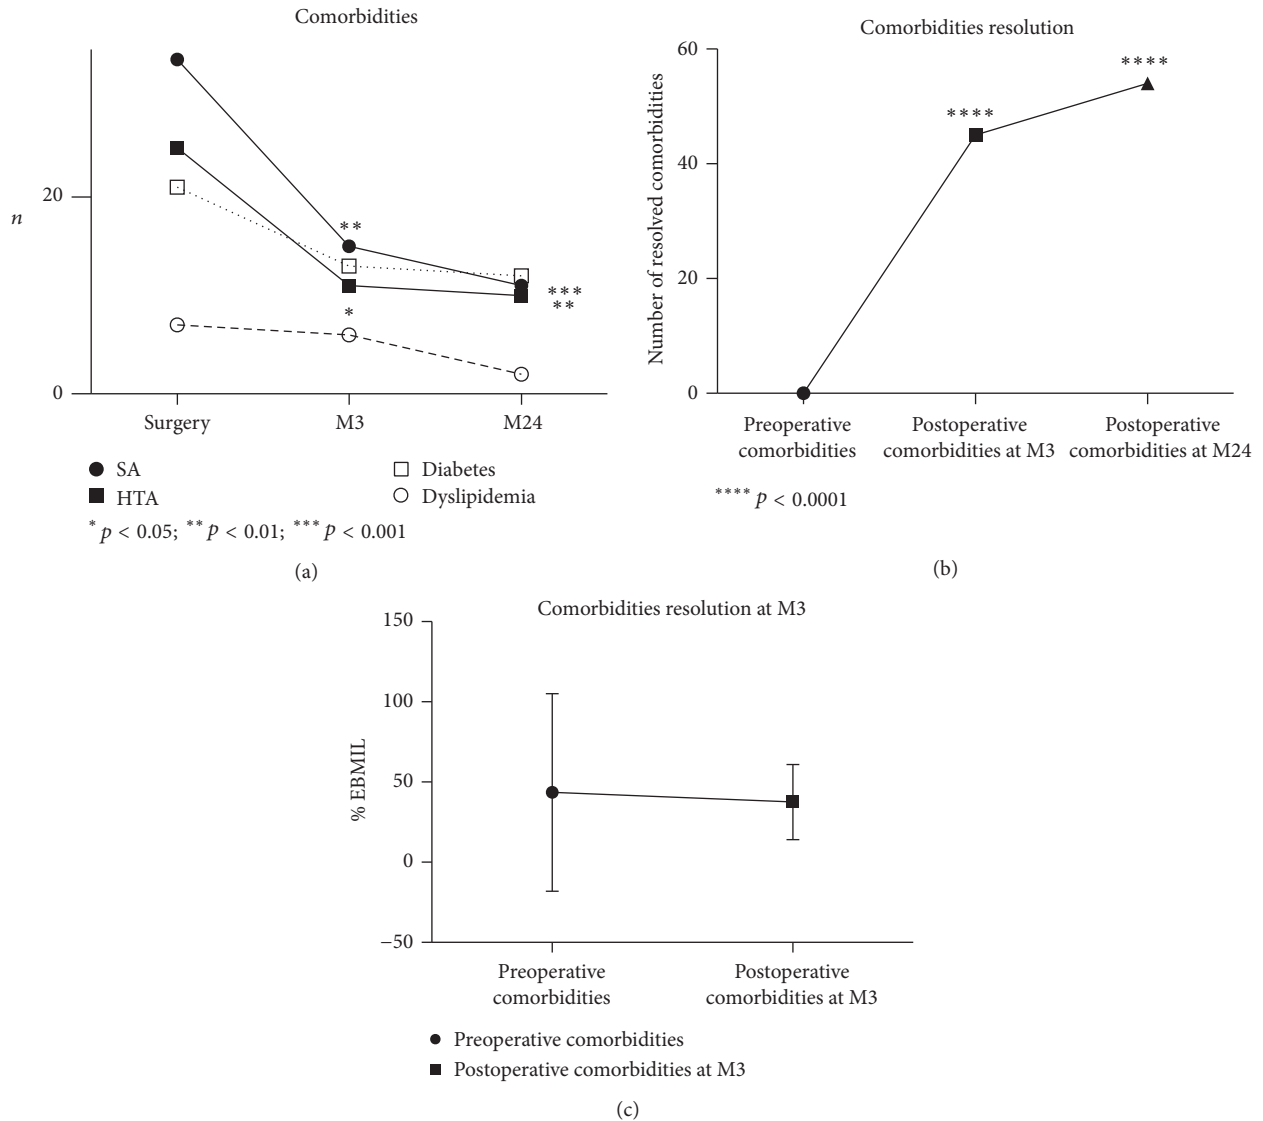 Comorbidities
20
n
0
**
*
***
**
Surgery
M3
M24
SA
HTA
Diabetes
Dyslipidemia
* p < 0.05; ** p < 0.01; *** p < 0.001
(a)
Comorbidities resolution
Number of resolved comorbidities
60
40
20
0
****
****
Preoperative
comorbidities
Postoperative
comorbidities at M3
Postoperative
comorbidities at M24
**** p < 0.0001
(b)
Comorbidities resolution at M3
% EBMIL
150
100
50
0
−50
Preoperative
comorbidities
Postoperative
comorbidities at M3
Preoperative comorbidities
Postoperative comorbidities at M3
(c)